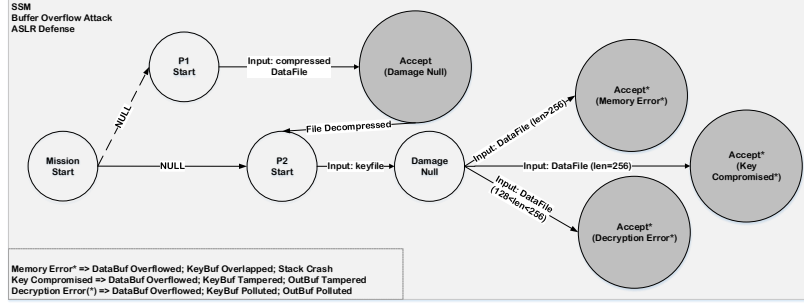 SSM
Buffer Overflow Attack
ASLR Defense
P1
Start
Input: compressed
DataFile
Accept
(Damage Null)
NULL
File Decompressed
Mission
Start
NULL
P2
Start
Input: keyfile
Damage
Null
Input: DataFile (len>256)
Accept*
(Memory Error*)
Input: DataFile (len=256)
Accept*
(Key
Compromised*)
Input: DataFile
(128<len<256)
Accept*
(Decryption Error*)
Memory Error* => DataBuf Overflowed; KeyBuf Overlapped; Stack Crash
Key Compromised => DataBuf Overflowed; KeyBuf Tampered; OutBuf Tampered
Decryption Error(*) => DataBuf Overflowed; KeyBuf Polluted; OutBuf Polluted